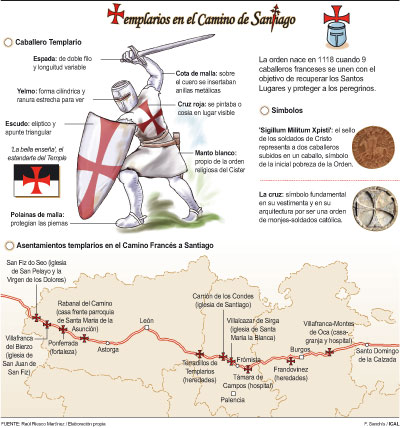 Templarios en el Camino de Santiago
Caballero Templario
Espada: de doble filo
y longitud variable
Yelmo: forma cilíndrica y
ranura estrecha para ver
Escudo: elíptico y
apunte triangular
'La bella enseña', el
estandarte del Temple
Polainas de malla:
protegían las piernas
Cota de malla: sobre
el cuero se insertaban
anillas metálicas
Cruz roja: se pintaba o
cosía en lugar visible
Manto blanco:
propio de la orden
religiosa del Cister
La orden nace en 1118 cuando 9
caballeros franceses se unen con el
objetivo de recuperar los Santos
Lugares y proteger a los peregrinos.
Símbolos
'Sigillum Militum Xpisti': el sello
de los soldados de Cristo
representa a dos caballeros
subidos en un caballo, símbolo
de la inicial pobreza de la Orden.
La cruz: símbolo fundamental
en su vestimenta y en su
arquitectura por ser una orden
de monjes-soldados católica.
Asentamientos templarios en el Camino Francés a Santiago
San Fiz do Seo (iglesia
de San Pelayo y la
Virgen de los Dolores)
Rabanal del Camino
(casa frente parroquia
de Santa María de la
Asunción)
Villafranca
del Bierzo
(iglesia de
San Juan de
San Fiz)
Ponferrada
(fortaleza)
Astorga
León
Carrión de los Condes
(iglesia de Santiago)
Villalcazar de Sirga
(iglesia de Santa
María la Blanca)
Terradillos de
Templarios
(heredades)
Frómista
Támara de
Campos (hospital)
Palencia
Burgos
Frandovinez
(heredades)
Villafranca-Montes
de Oca (casa-
granja y hospital)
Santo Domingo
de la Calzada
FUENTE: Raúl Riesco Martínez / Elaboración propia
F. Sanchís / ICAL